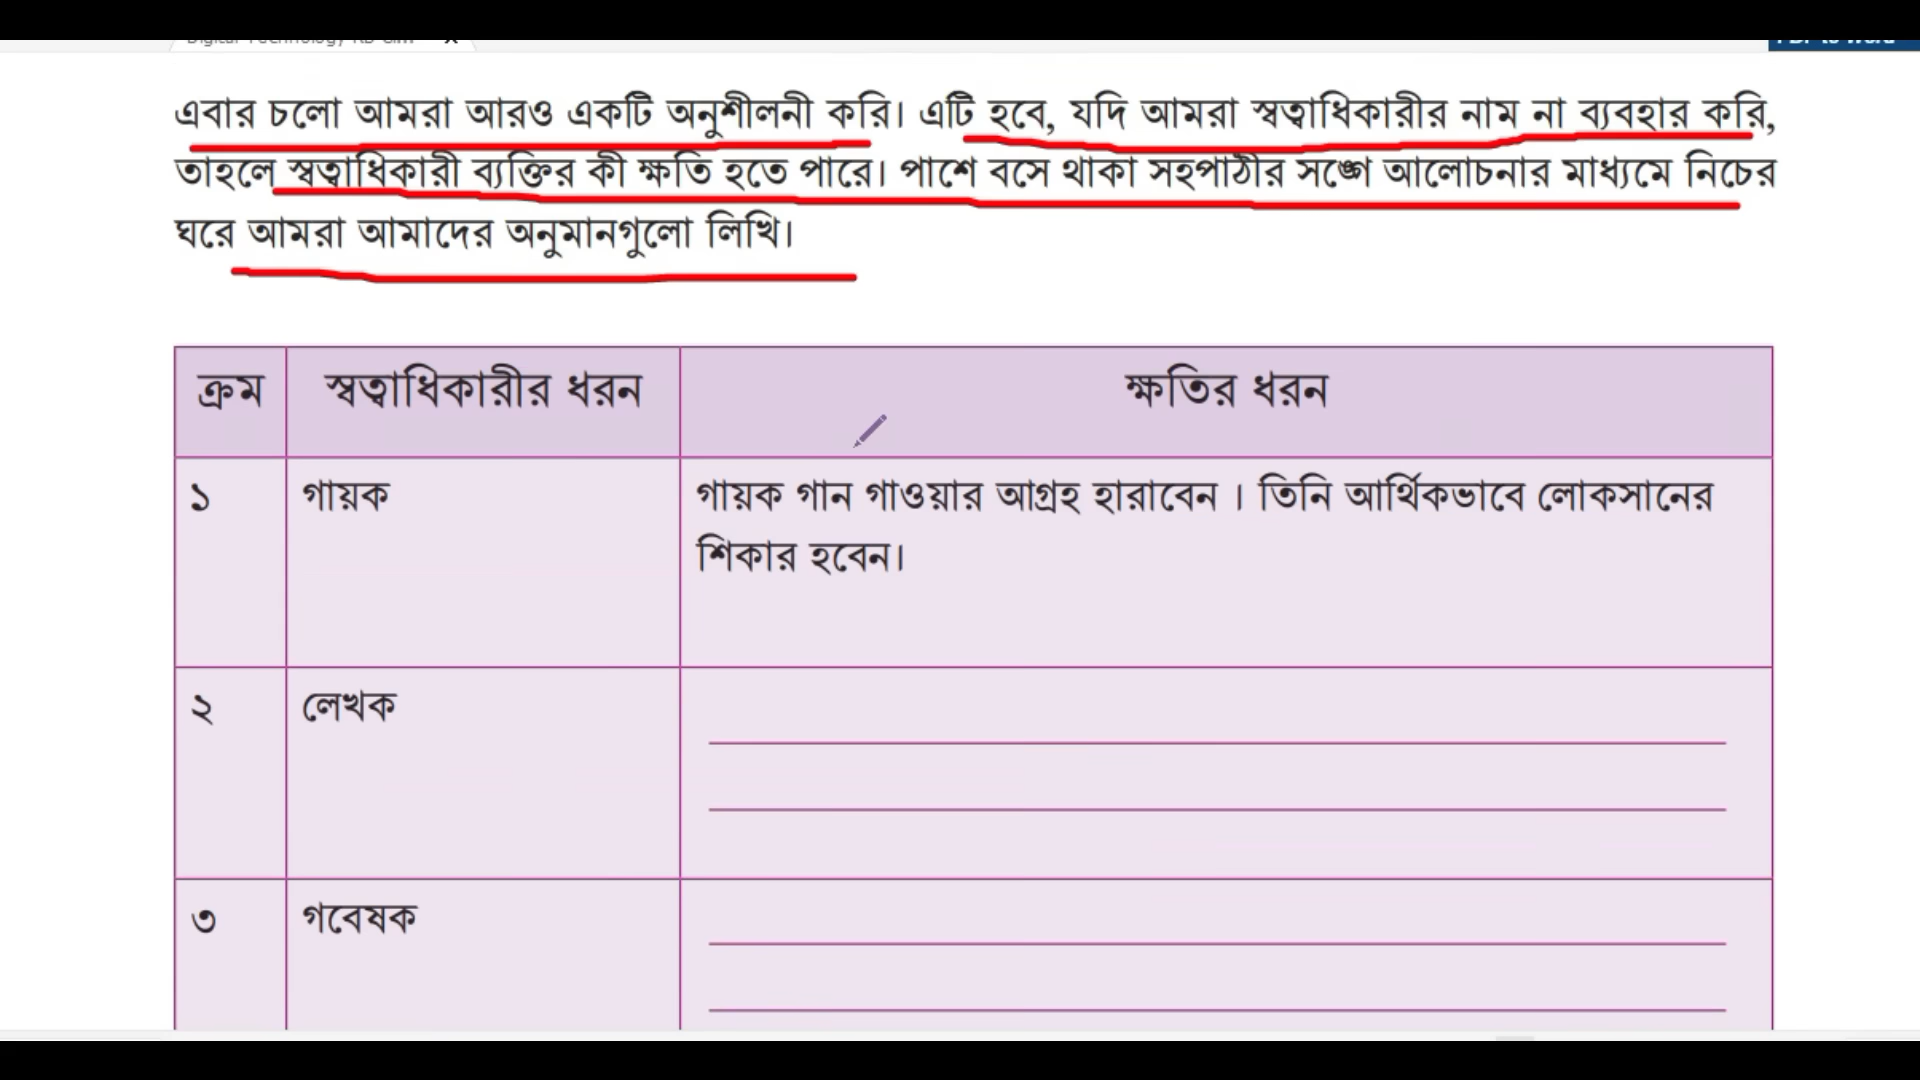 এবার চলো আমরা আরও একটি অনুশীলনী করি। এটি হবে, যদি আমরা স্বত্বাধিকারীর নাম না ব্যবহার করি,
তাহলে স্বত্বাধিকারী ব্যক্তির কী ক্ষতি হতে পারে। পাশে বসে থাকা সহপাঠীর সঙ্গে আলোচনার মাধ্যমে নিচের
ঘরে আমরা আমাদের অনুমানগুলো লিখি।
ক্রম স্বত্বাধিকারীর ধরন ক্ষতির ধরন
১ গায়ক গায়ক গান গাওয়ার আগ্রহ হারাবেন । তিনি আর্থিকভাবে লোকসানের
শিকার হবেন।
২ লেখক
৩ গবেষক